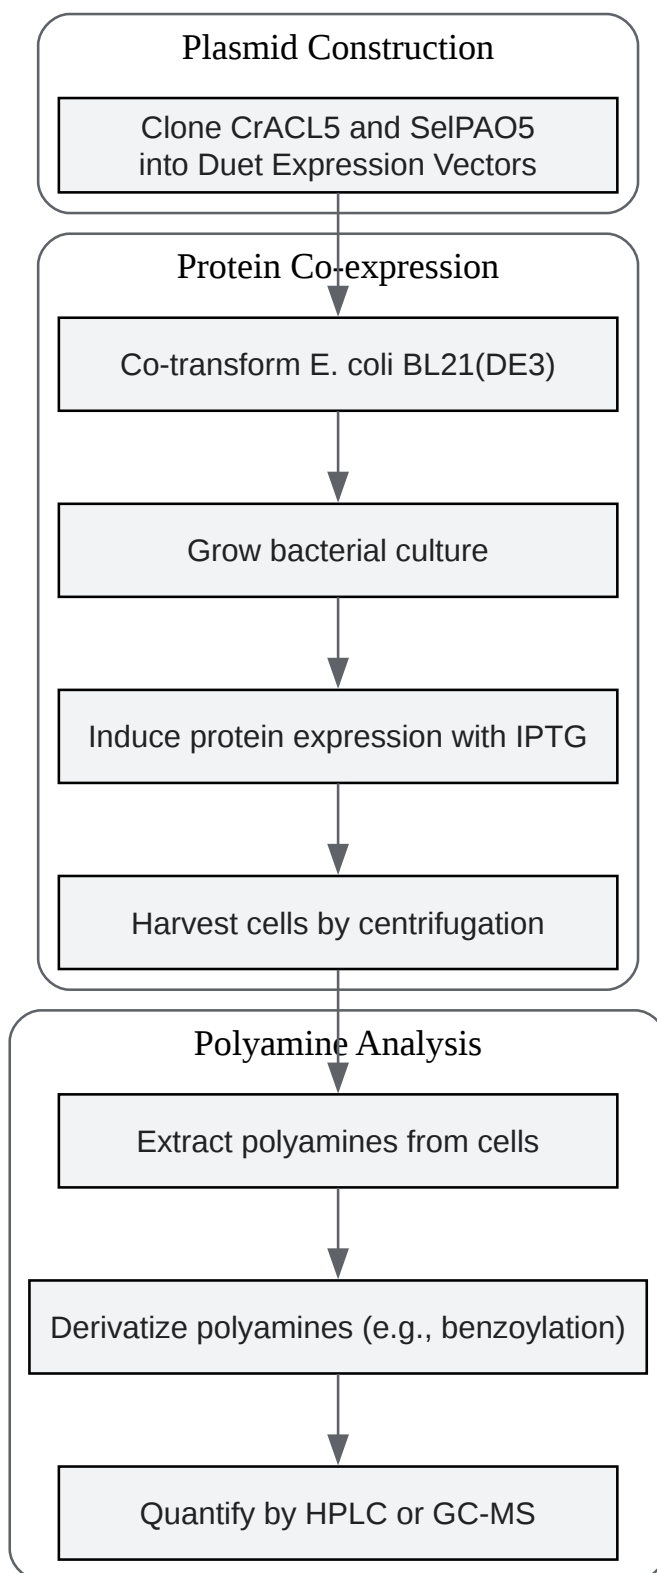 Plasmid Construction
Clone CrACL5 and SelPAO5
into Duet Expression Vectors
Protein Co-expression
Co-transform E. coli BL21(DE3)
Grow bacterial culture
Induce protein expression with IPTG
Harvest cells by centrifugation
Polyamine Analysis
Extract polyamines from cells
Derivatize polyamines (e.g., benzoylation)
Quantify by HPLC or GC-MS